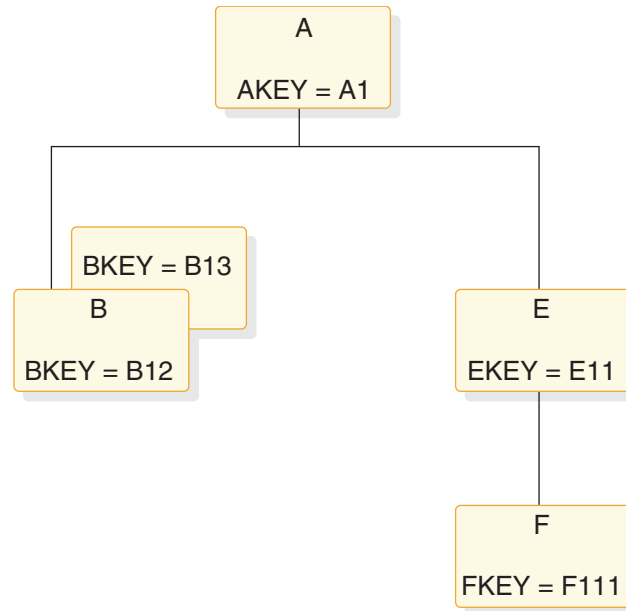 A
AKEY = A1
BKEY = B13
B
BKEY = B12
E
EKEY = E11
F
FKEY = F111